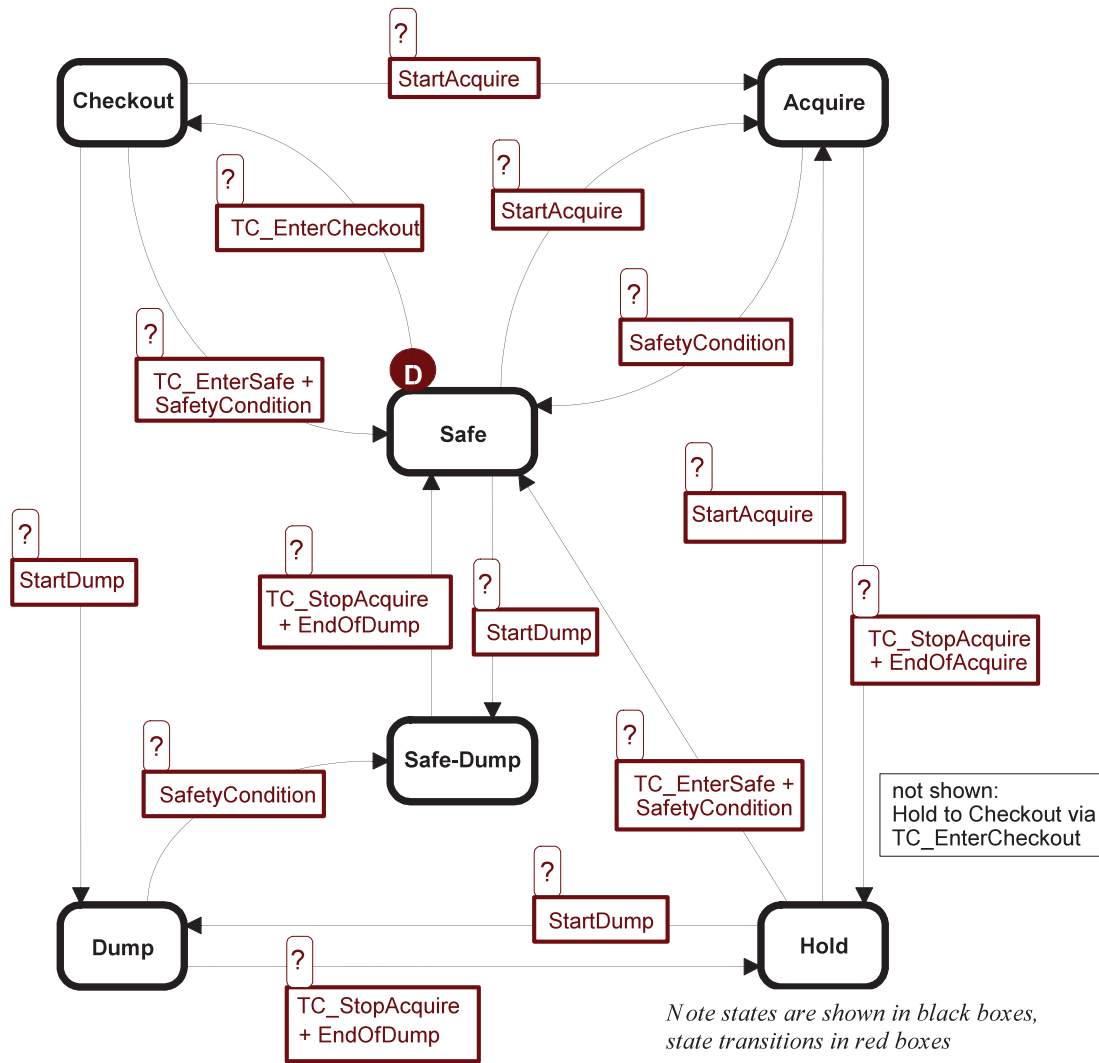 ?
StartAcquire
Checkout
Acquire
?
TC_EnterCheckout
?
StartAcquire
?
SafetyCondition
?
TC_EnterSafe +
SafetyCondition
D
Safe
?
StartAcquire
?
StartDump
?
TC_StopAcquire
+ EndOfDump
?
StartDump
?
TC_StopAcquire
+ EndOfAcquire
Safe-Dump
?
SafetyCondition
?
TC_EnterSafe +
SafetyCondition
not shown:
Hold to Checkout via
TC_EnterCheckout
?
StartDump
Dump
Hold
?
TC_StopAcquire
+ EndOfDump
Note states are shown in black boxes,
state transitions in red boxes